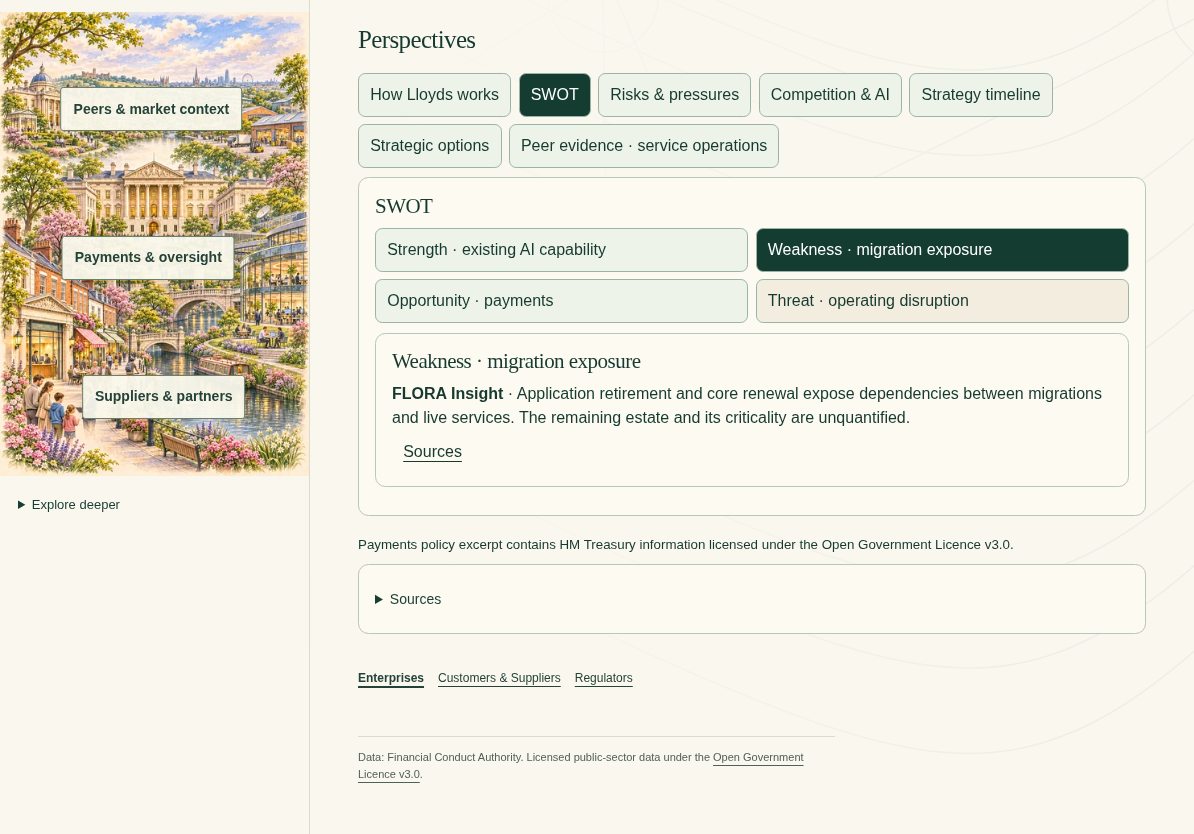 Peers & market context
Payments & oversight
Suppliers & partners
Explore deeper
Perspectives
How Lloyds works
SWOT
Risks & pressures
Competition & AI
Strategy timeline
Strategic options
Peer evidence · service operations
SWOT
Strength · existing AI capability
Weakness · migration exposure
Opportunity · payments
Threat · operating disruption
Weakness · migration exposure
FLORA Insight · Application retirement and core renewal expose dependencies between migrations
and live services. The remaining estate and its criticality are unquantified.
Sources
Payments policy excerpt contains HM Treasury information licensed under the Open Government Licence v3.0.
Sources
Enterprises
Customers & Suppliers
Regulators
Data: Financial Conduct Authority. Licensed public-sector data under the Open Government
Licence v3.0.